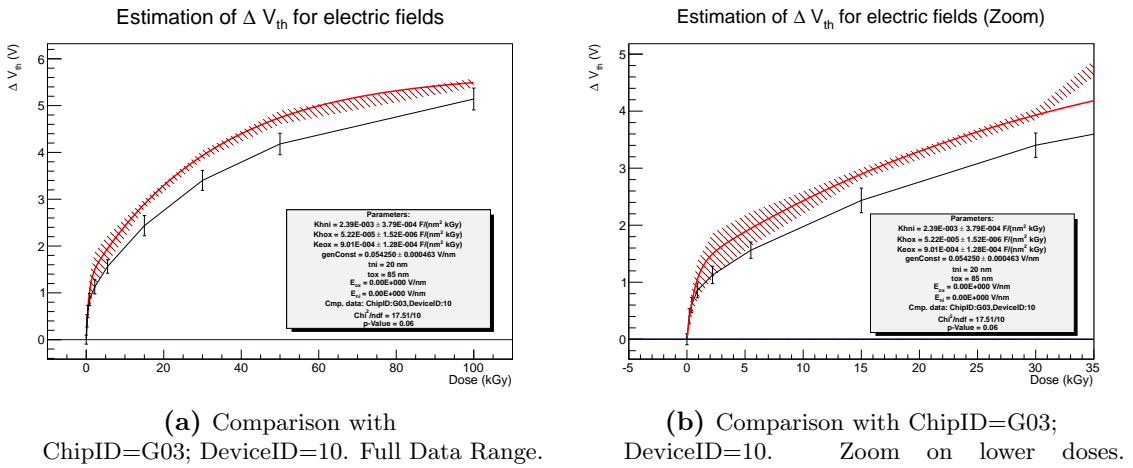 Estimation of Δ V_th for electric fields
Δ V_th (V)
6
5
4
3
2
1
0
0 20 40 60 80 100
Dose (kGy)
Parameters:
Khni = 2.39E-003 ± 3.79E-004 F/(nm² kGy)
Khox = 5.22E-005 ± 1.52E-006 F/(nm² kGy)
Keox = 9.01E-004 ± 1.28E-004 F/(nm² kGy)
genConst = 0.054250 ± 0.000463 V/nm
tni = 20 nm
tox = 85 nm
E_ox = 0.00E+000 V/nm
E_ni = 0.00E+000 V/nm
Cmp. data: ChipID:G03,DeviceID:10
Chi²/ndf = 17.51/10
p-Value = 0.06
(a) Comparison with
ChipID=G03; DeviceID=10. Full Data Range.
Estimation of Δ V_th for electric fields (Zoom)
Δ V_th (V)
5
4
3
2
1
0
-5 0 5 10 15 20 25 30 35
Dose (kGy)
Parameters:
Khni = 2.39E-003 ± 3.79E-004 F/(nm² kGy)
Khox = 5.22E-005 ± 1.52E-006 F/(nm² kGy)
Keox = 9.01E-004 ± 1.28E-004 F/(nm² kGy)
genConst = 0.054250 ± 0.000463 V/nm
tni = 20 nm
tox = 85 nm
E_ox = 0.00E+000 V/nm
E_ni = 0.00E+000 V/nm
Cmp. data: ChipID:G03,DeviceID:10
Chi²/ndf = 17.51/10
p-Value = 0.06
(b) Comparison with ChipID=G03;
DeviceID=10. Zoom on lower doses.